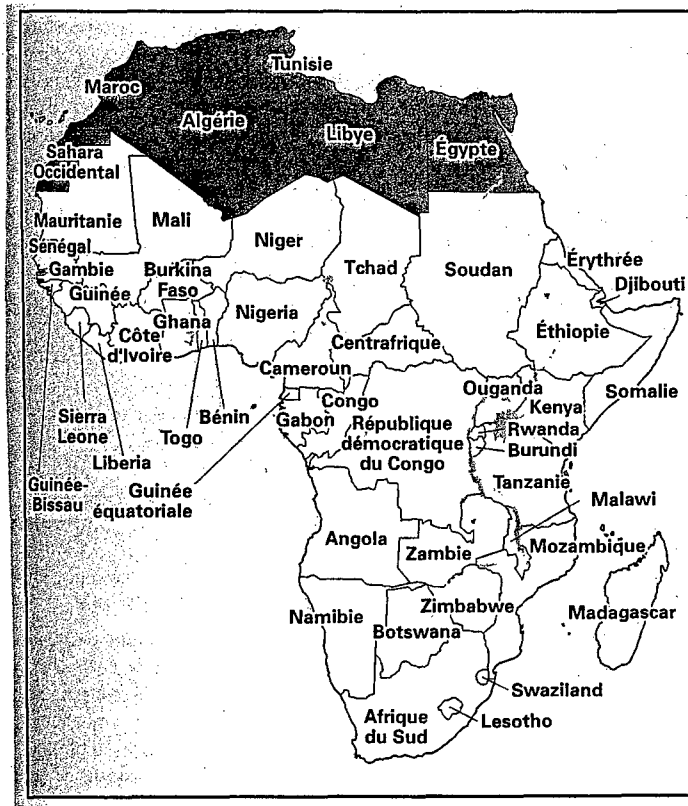 Tunisie
Maroc
Algérie
Libye
Égypte
Sahara
Occidental
Mauritanie
Mali
Niger
Tchad
Soudan
Érythrée
Djibouti
Sénégal
Gambie
Guinée
Burkina
Faso
Nigeria
Éthiopie
Côte
d'Ivoire
Ghana
Centrafrique
Cameroun
Somalie
Ouganda
Kenya
Rwanda
Burundi
Congo
Gabon
République
démocratique
du Congo
Sierra
Leone
Bénin
Togo
Liberia
Guinée-
Bissau
Guinée
équatoriale
Tanzanie
Malawi
Angola
Zambie
Mozambique
Zimbabwe
Namibie
Botswana
Madagascar
Swaziland
Lesotho
Afrique
du Sud